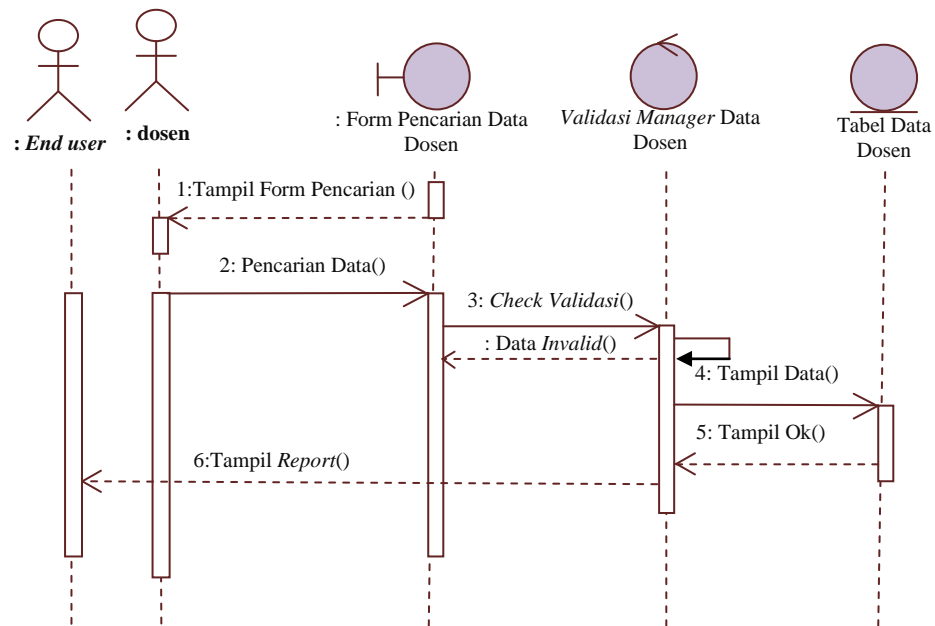 : End user
: dosen
: Form Pencarian Data
Dosen
Validasi Manager Data
Dosen
Tabel Data
Dosen
1:Tampil Form Pencarian ()
2: Pencarian Data()
3: Check Validasi()
: Data Invalid()
4: Tampil Data()
5: Tampil Ok()
6:Tampil Report()